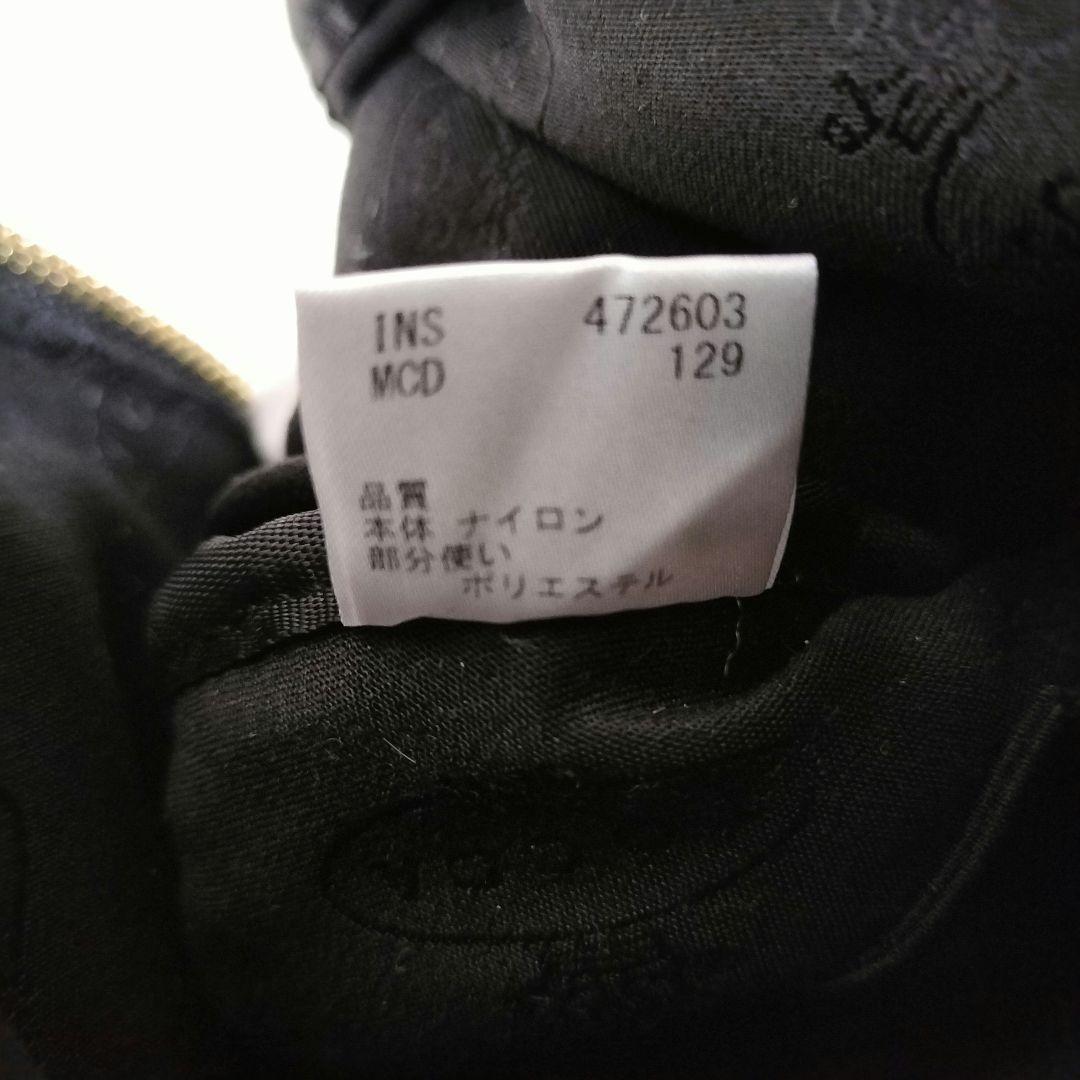 INS 472603
MCD 129
品質
本体 ナイロン
部分使い
ポリエステル